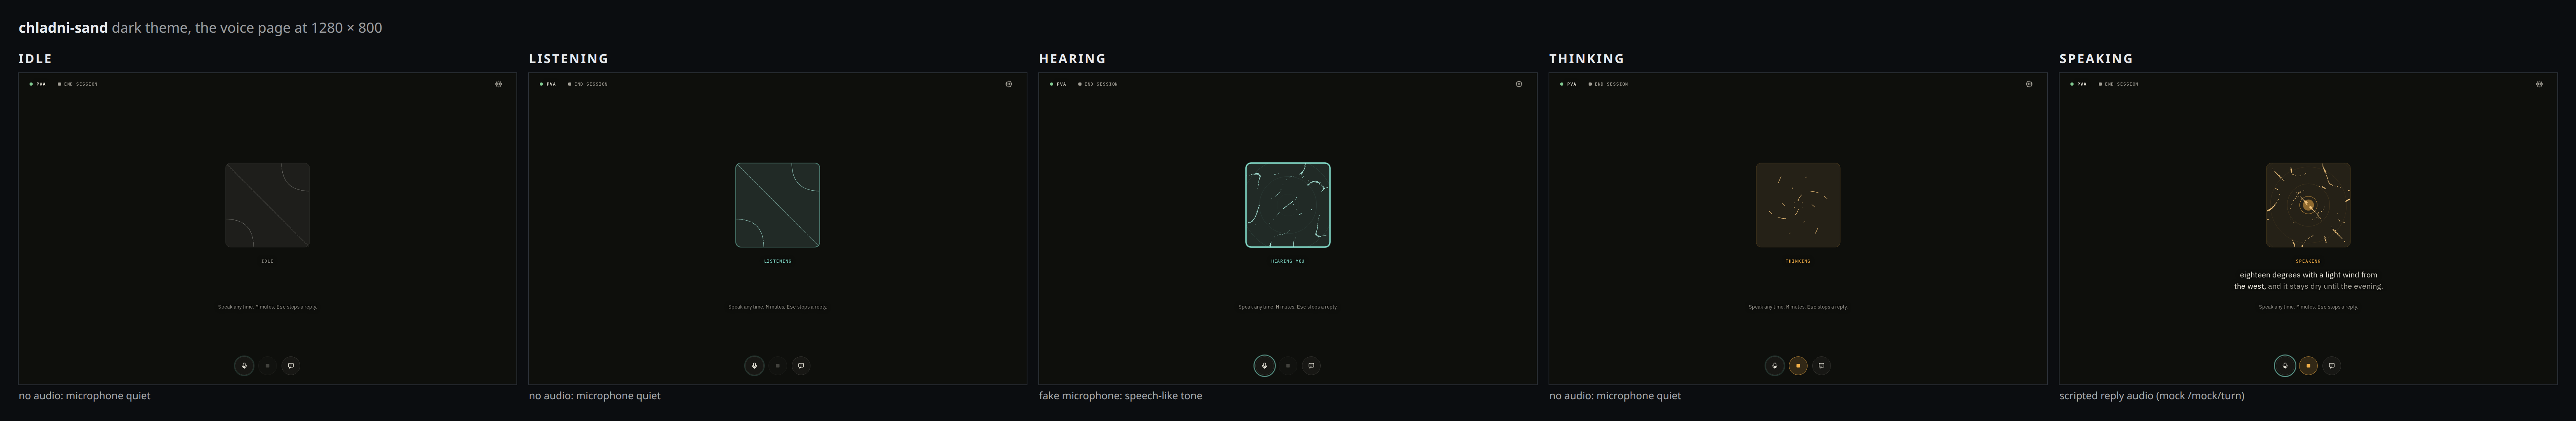 chladni-sand dark theme, the voice page at 1280 × 800
IDLE
PVA END SESSION
IDLE
Speak any time. M mutes, Esc stops a reply.
no audio: microphone quiet
LISTENING
PVA END SESSION
LISTENING
Speak any time. M mutes, Esc stops a reply.
no audio: microphone quiet
HEARING
PVA END SESSION
HEARING YOU
Speak any time. M mutes, Esc stops a reply.
fake microphone: speech-like tone
THINKING
PVA END SESSION
THINKING
Speak any time. M mutes, Esc stops a reply.
no audio: microphone quiet
SPEAKING
PVA END SESSION
SPEAKING
eighteen degrees with a light wind from
the west, and it stays dry until the evening.
Speak any time. M mutes, Esc stops a reply.
scripted reply audio (mock /mock/turn)